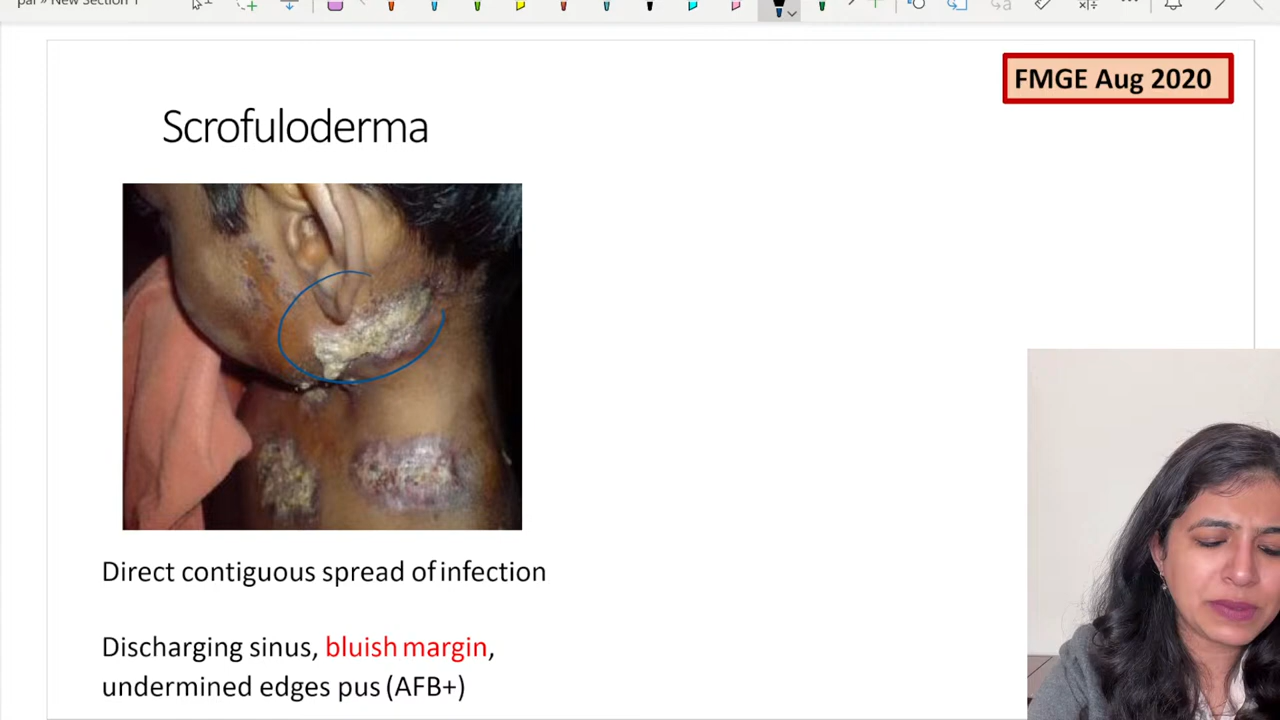 par » New Section 1
FMGE Aug 2020
Scrofuloderma
Direct contiguous spread of infection
Discharging sinus, bluish margin,
undermined edges pus (AFB+)